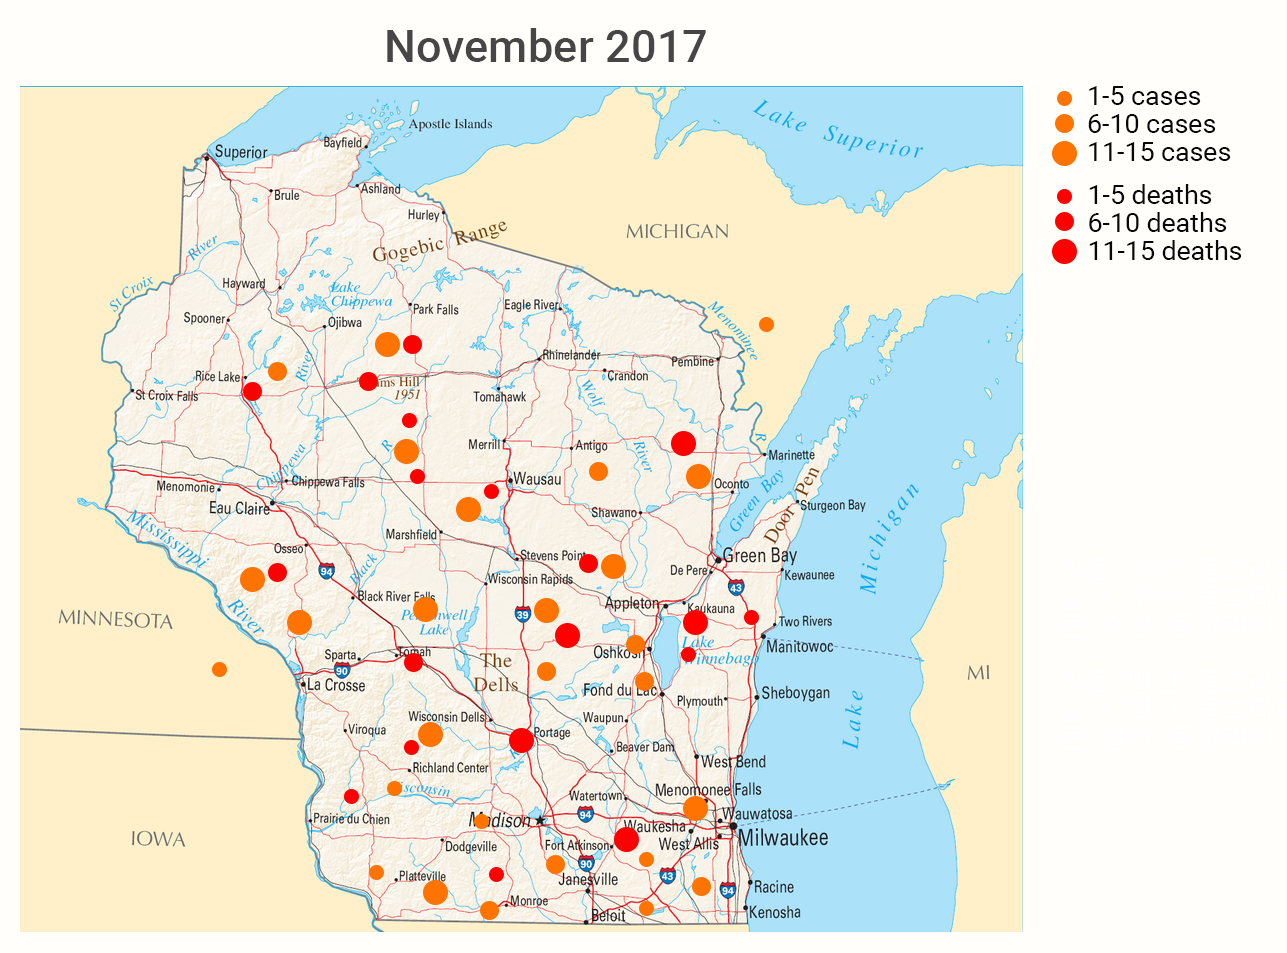 November 2017
1-5 cases
6-10 cases
11-15 cases
1-5 deaths
6-10 deaths
11-15 deaths
Lake Superior
Apostle Islands
Bayfield
Superior
Ashland
Brule
Hurley
MICHIGAN
Gogebic Range
River
St Croix
Hayward
Lake
Chippewa
Park Falls
Eagle River
Menominee
Spooner
Ojibwa
Rhinelander
Pembine
River
Rice Lake
Crandon
ms Hill
1951
St Croix Falls
Tomahawk
Wolf
R
R
Merrill
Antigo
River
Marinette
Chippewa
Chippewa Falls
Wausau
Oconto
Green Bay
Door Pen
Menomonie
Eau Claire
Shawano
Sturgeon Bay
Michigan
Mississippi
River
Marshfield
Osseo
Stevens Point
Green Bay
94
Black
Wisconsin Rapids
De Pere
Kewaunee
43
Black River Falls
Appleton
Kaukauna
MINNESOTA
39
Lake
Two Rivers
Manitowoc
Lake
Winnebago
Sparta
Tomah
Oshkosh
90
The
Dells
MI
La Crosse
Fond du Lac
Plymouth
Sheboygan
Lake
Wisconsin Dells
Waupun
Viroqua
Portage
Beaver Dam
West Bend
Richland Center
Menomonee Falls
Watertown
94
Prairie du Chien
Madison
Wauwatosa
Waukesha
IOWA
Milwaukee
Dodgeville
Fort Atkinson
West Allis
90
43
94
Platteville
Janesville
Racine
Monroe
Beloit
Kenosha